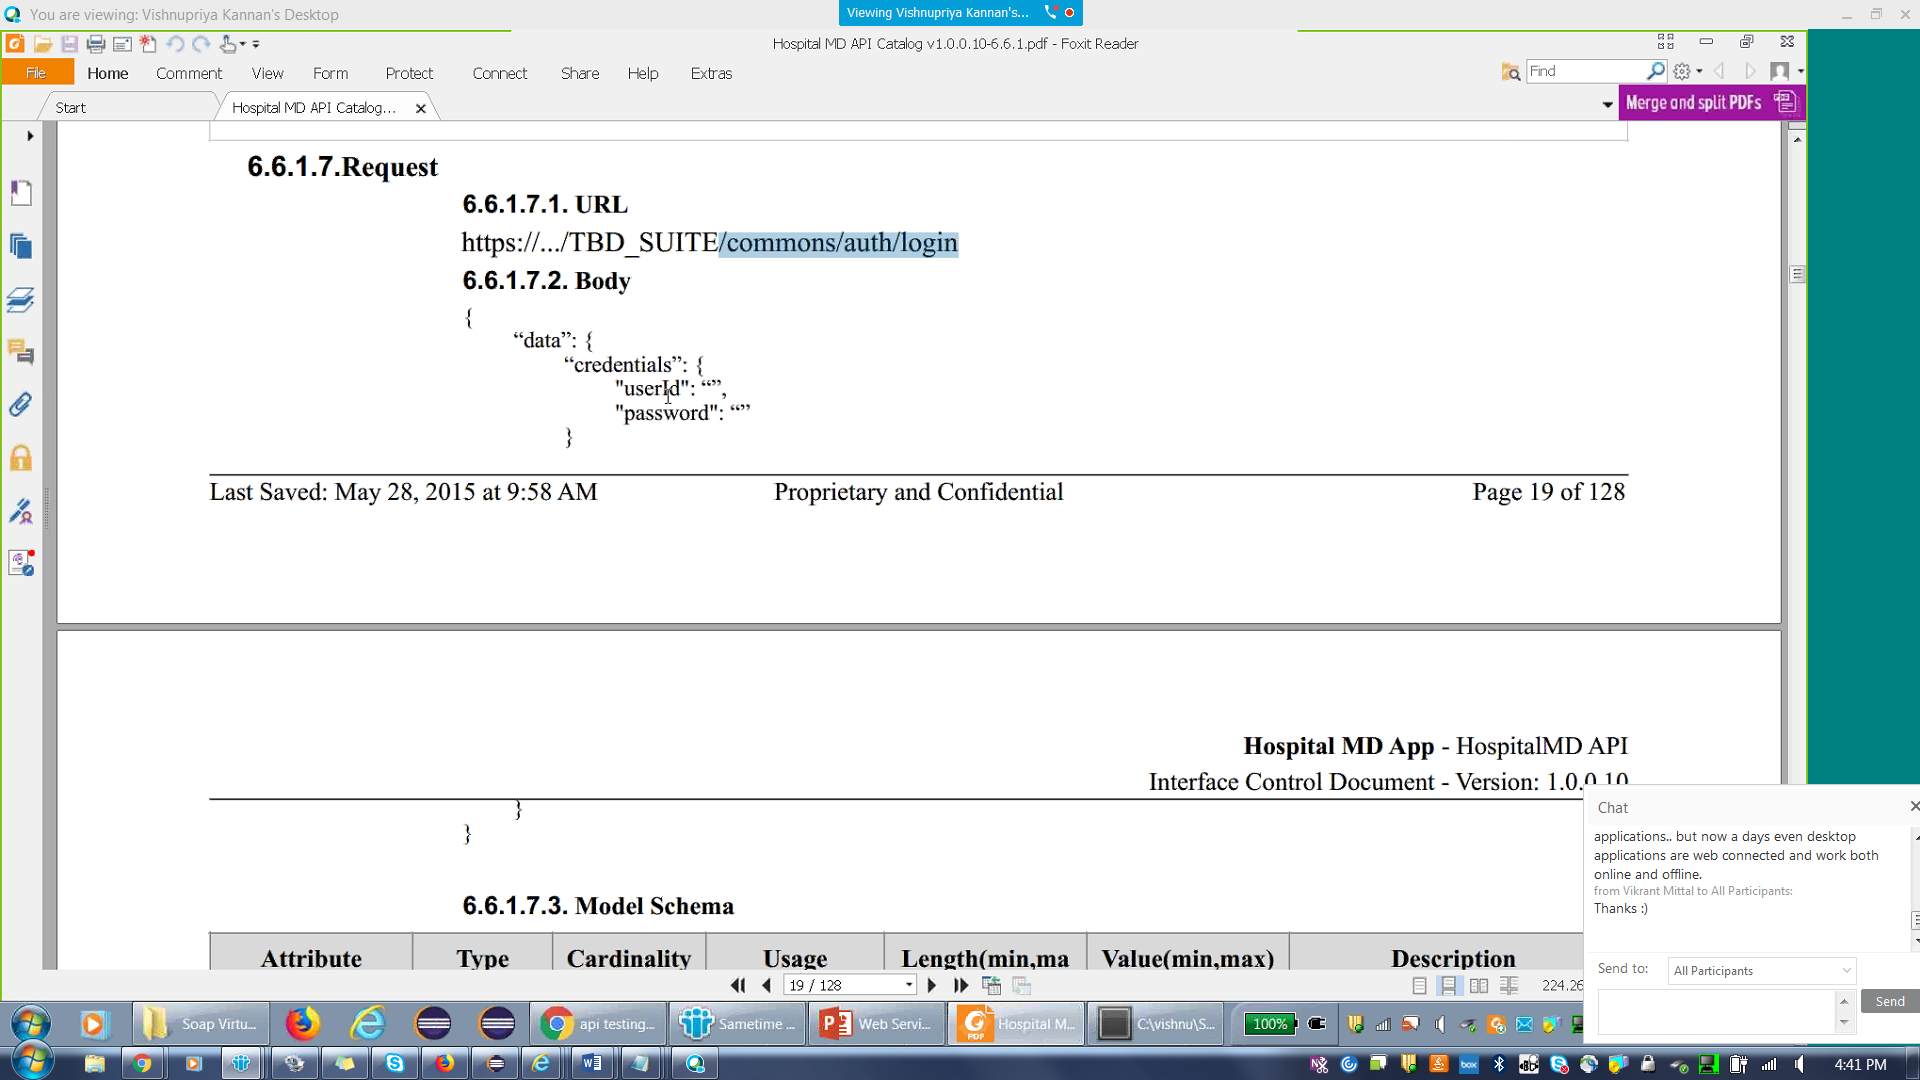 You are viewing: Vishnupriya Kannan's Desktop
Viewing Vishnupriya Kannan's...
Hospital MD API Catalog v1.0.0.10-6.6.1.pdf - Foxit Reader
File Home Comment View Form Protect Connect Share Help Extras
Find
Start
Hospital MD API Catalog...
Merge and split PDFs
6.6.1.7.Request
6.6.1.7.1. URL
https://.../TBD_SUITE/commons/auth/login
6.6.1.7.2. Body
{
“data”: {
“credentials”: {
"userId": “”,
"password": “”
}
Last Saved: May 28, 2015 at 9:58 AM Proprietary and Confidential Page 19 of 128
Hospital MD App - HospitalMD API
Interface Control Document - Version: 1.0.0.10
}
}
6.6.1.7.3. Model Schema
Attribute Type Cardinality Usage Length(min,ma Value(min,max) Description
19 / 128
224.26
Chat
applications.. but now a days even desktop
applications are web connected and work both
online and offline.
from Vikrant Mittal to All Participants:
Thanks :)
Send to: All Participants
Send
Soap Virtu...
api testing...
Sametime ...
Web Servi...
Hospital M...
C:\vishnu\S...
100%
4:41 PM